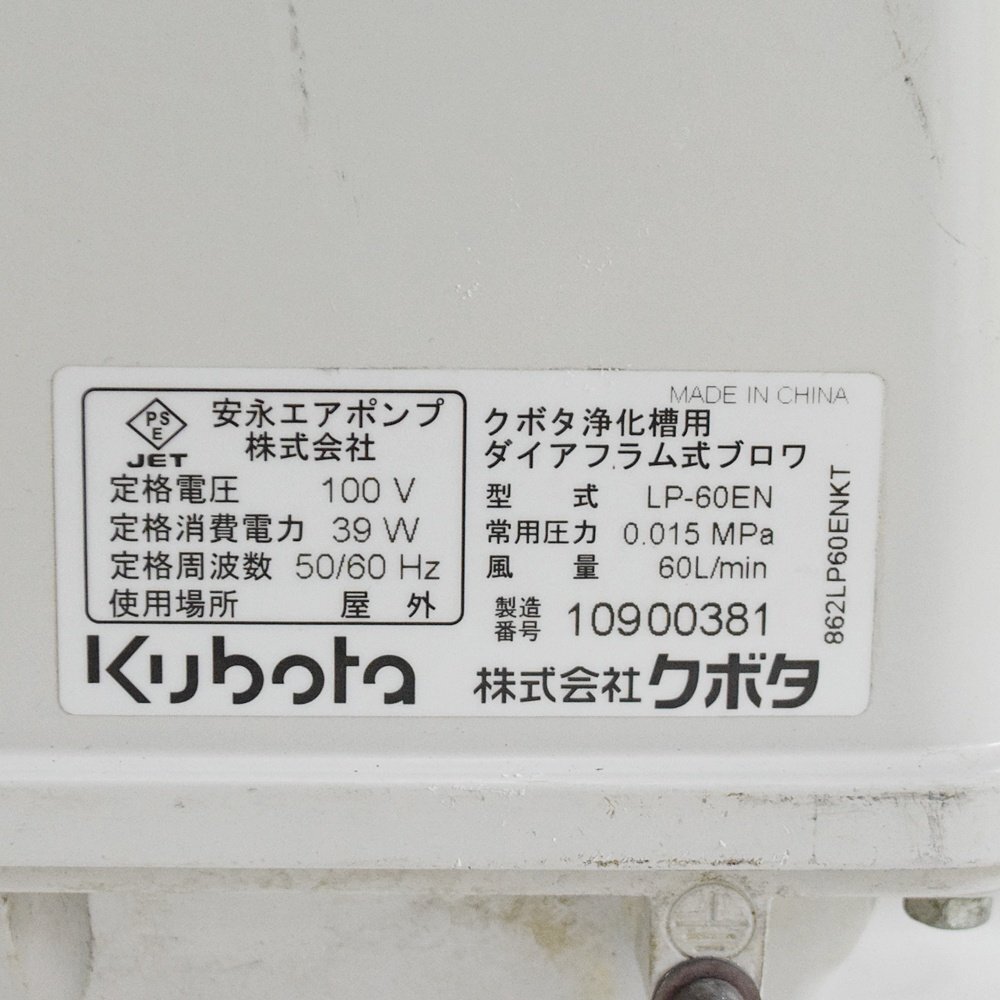 PSE
JET
安永エアポンプ
株式会社
定格電圧 100 V
定格消費電力 39 W
定格周波数 50/60 Hz
使用場所 屋 外
MADE IN CHINA
クボタ浄化槽用
ダイアフラム式ブロワ
型 式 LP-60EN
常用圧力 0.015 MPa
風 量 60L/min
製造
番号 10900381
862LP60ENKT
Kubota
株式会社クボタ